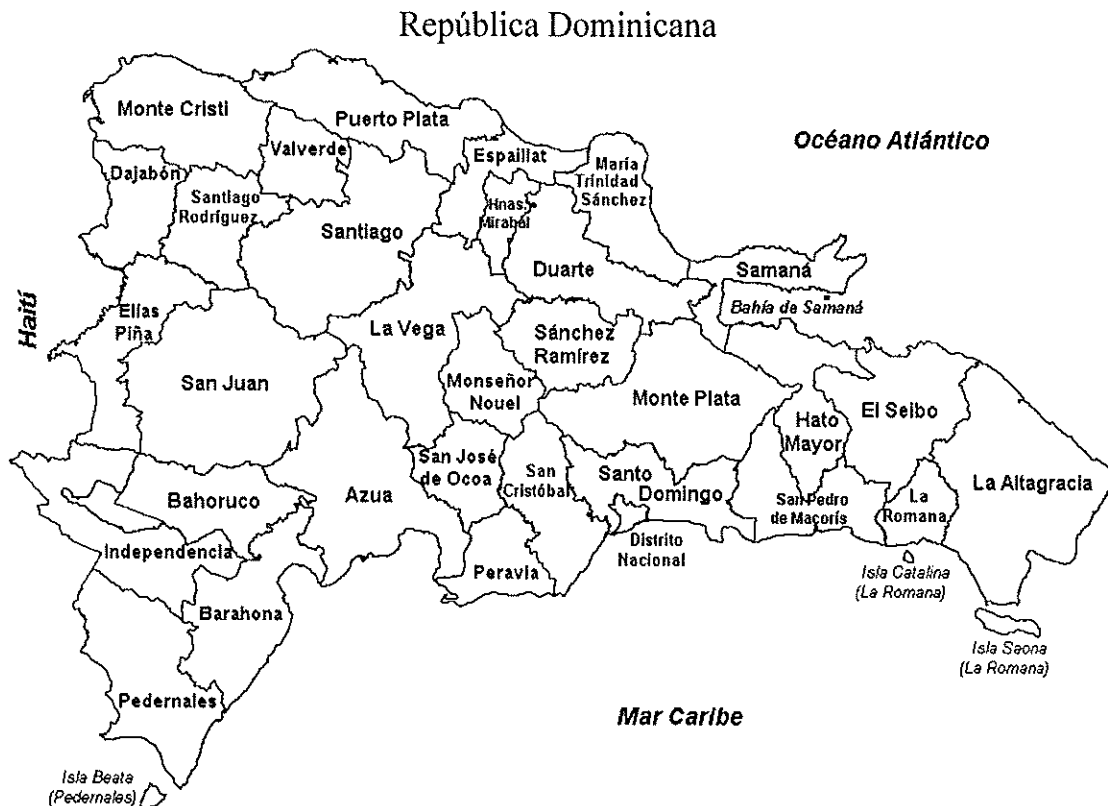 República Dominicana
Monte Cristi
Puerto Plata
Océano Atlántico
Valverde
Espaillat
María
Trinidad
Sánchez
Dajabón
Santiago
Rodríguez
Hnas.
Mirabal
Santiago
Duarte
Samaná
Bahía de Samaná
Haití
Elías
Piña
La Vega
Sánchez
Ramírez
San Juan
Monseñor
Nouel
Monte Plata
Hato
Mayor
El Seibo
La Altagracia
San José
de Ocoa
San
Cristóbal
Santo
Domingo
Bahoruco
Azua
San Pedro
de Macorís
La
Romana
Distrito
Nacional
Independencia
Peravia
Isla Catalina
(La Romana)
Barahona
Isla Saona
(La Romana)
Pedernales
Mar Caribe
Isla Beata
(Pedernales)